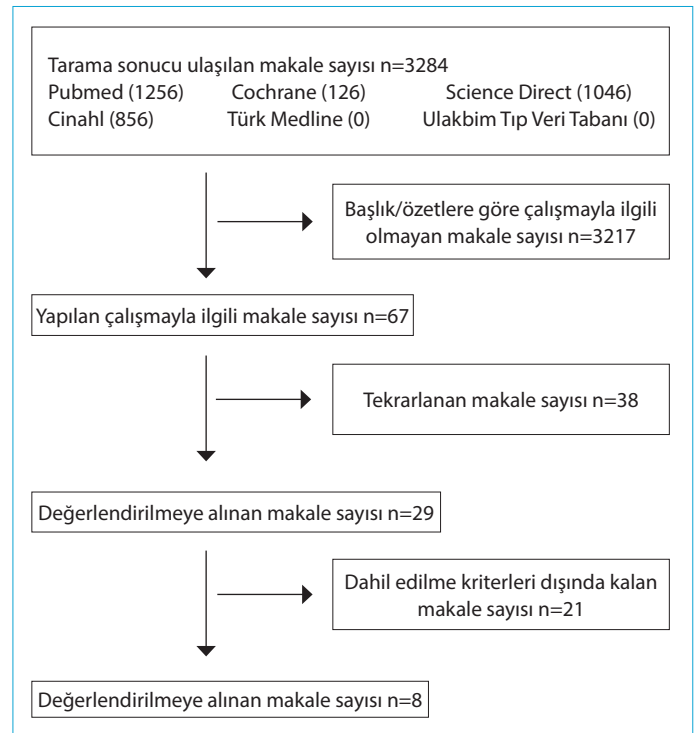 Tarama sonucu ulaşılan makale sayısı n=3284
Pubmed (1256) Cochrane (126) Science Direct (1046)
Cinahl (856) Türk Medline (0) Ulakbim Tıp Veri Tabanı (0)
Başlık/özetlere göre çalışmayla ilgili
olmayan makale sayısı n=3217
Yapılan çalışmayla ilgili makale sayısı n=67
Tekrarlanan makale sayısı n=38
Değerlendirilmeye alınan makale sayısı n=29
Dahil edilme kriterleri dışında kalan
makale sayısı n=21
Değerlendirilmeye alınan makale sayısı n=8